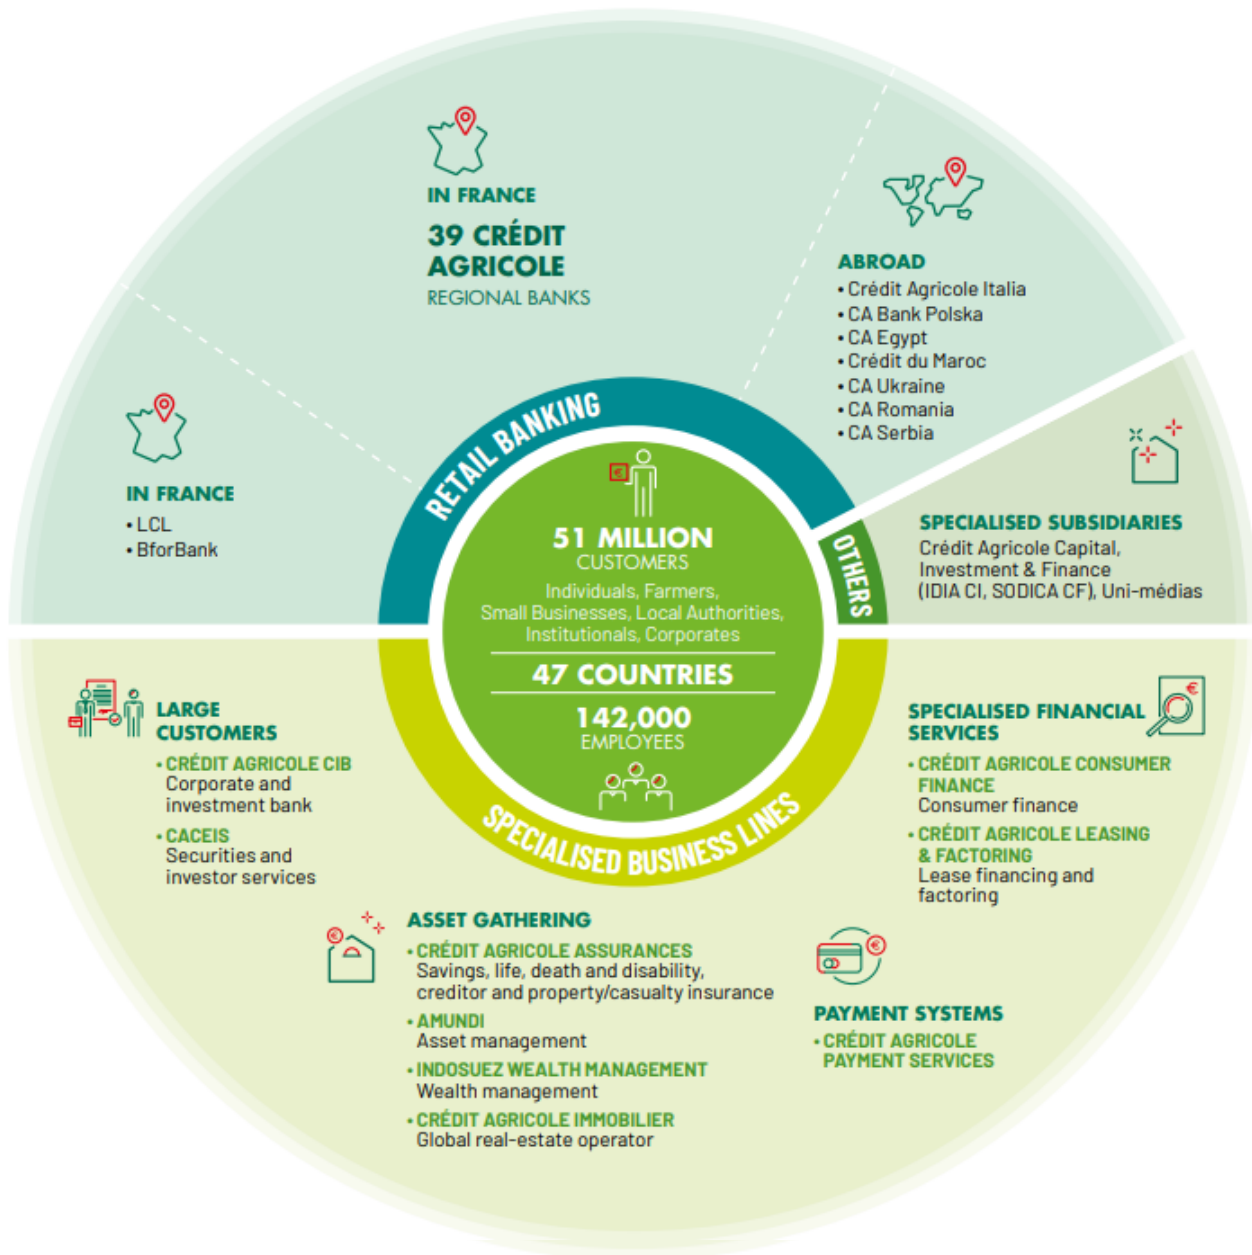 IN FRANCE
39 CRÉDIT
AGRICOLE
REGIONAL BANKS
ABROAD
• Crédit Agricole Italia
• CA Bank Polska
• CA Egypt
• Crédit du Maroc
• CA Ukraine
• CA Romania
• CA Serbia
IN FRANCE
• LCL
• BforBank
RETAIL BANKING
OTHERS
SPECIALISED SUBSIDIARIES
Crédit Agricole Capital,
Investment & Finance
(IDIA CI, SODICA CF), Uni-médias
€
51 MILLION
CUSTOMERS
Individuals, Farmers,
Small Businesses, Local Authorities,
Institutionals, Corporates
47 COUNTRIES
142,000
EMPLOYEES
SPECIALISED BUSINESS LINES
LARGE
CUSTOMERS
• CRÉDIT AGRICOLE CIB
Corporate and
investment bank
• CACEIS
Securities and
investor services
€
ASSET GATHERING
• CRÉDIT AGRICOLE ASSURANCES
Savings, life, death and disability,
creditor and property/casualty insurance
• AMUNDI
Asset management
• INDOSUEZ WEALTH MANAGEMENT
Wealth management
• CRÉDIT AGRICOLE IMMOBILIER
Global real-estate operator
€
PAYMENT SYSTEMS
• CRÉDIT AGRICOLE
PAYMENT SERVICES
€
SPECIALISED FINANCIAL
SERVICES
• CRÉDIT AGRICOLE CONSUMER
FINANCE
Consumer finance
• CRÉDIT AGRICOLE LEASING
& FACTORING
Lease financing and
factoring